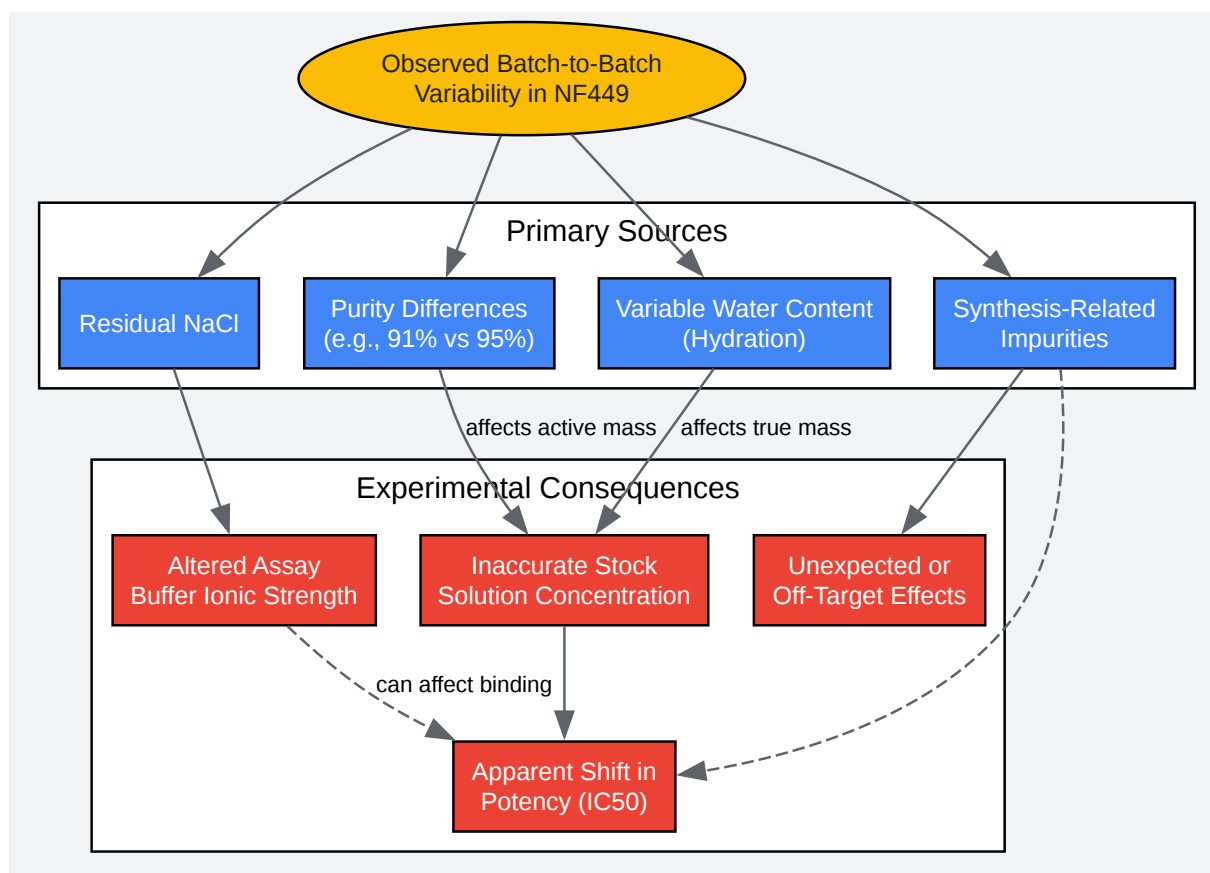 Observed Batch-to-Batch
Variability in NF449
Primary Sources
Residual NaCl
Purity Differences
(e.g., 91% vs 95%)
Variable Water Content
(Hydration)
Synthesis-Related
Impurities
affects active mass
affects true mass
Experimental Consequences
Altered Assay
Buffer Ionic Strength
Inaccurate Stock
Solution Concentration
Unexpected or
Off-Target Effects
can affect binding
Apparent Shift in
Potency (IC50)